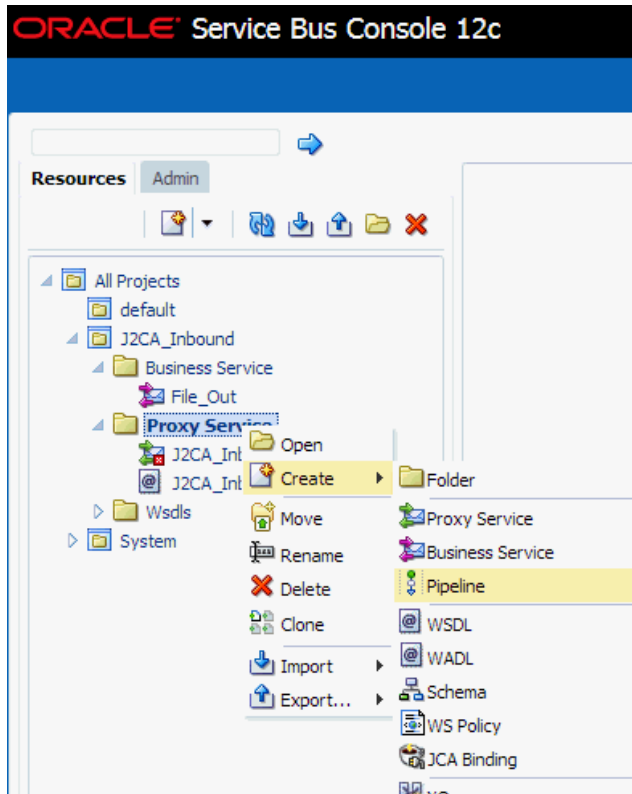 ORACLE Service Bus Console 12c
Resources Admin
All Projects
default
J2CA_Inbound
Business Service
File_Out
Proxy Service
J2CA_Inb
J2CA_Inb
Wsdls
System
Open
Create
Move
Rename
Delete
Clone
Import
Export...
Folder
Proxy Service
Business Service
Pipeline
WSDL
WADL
Schema
WS Policy
JCA Binding